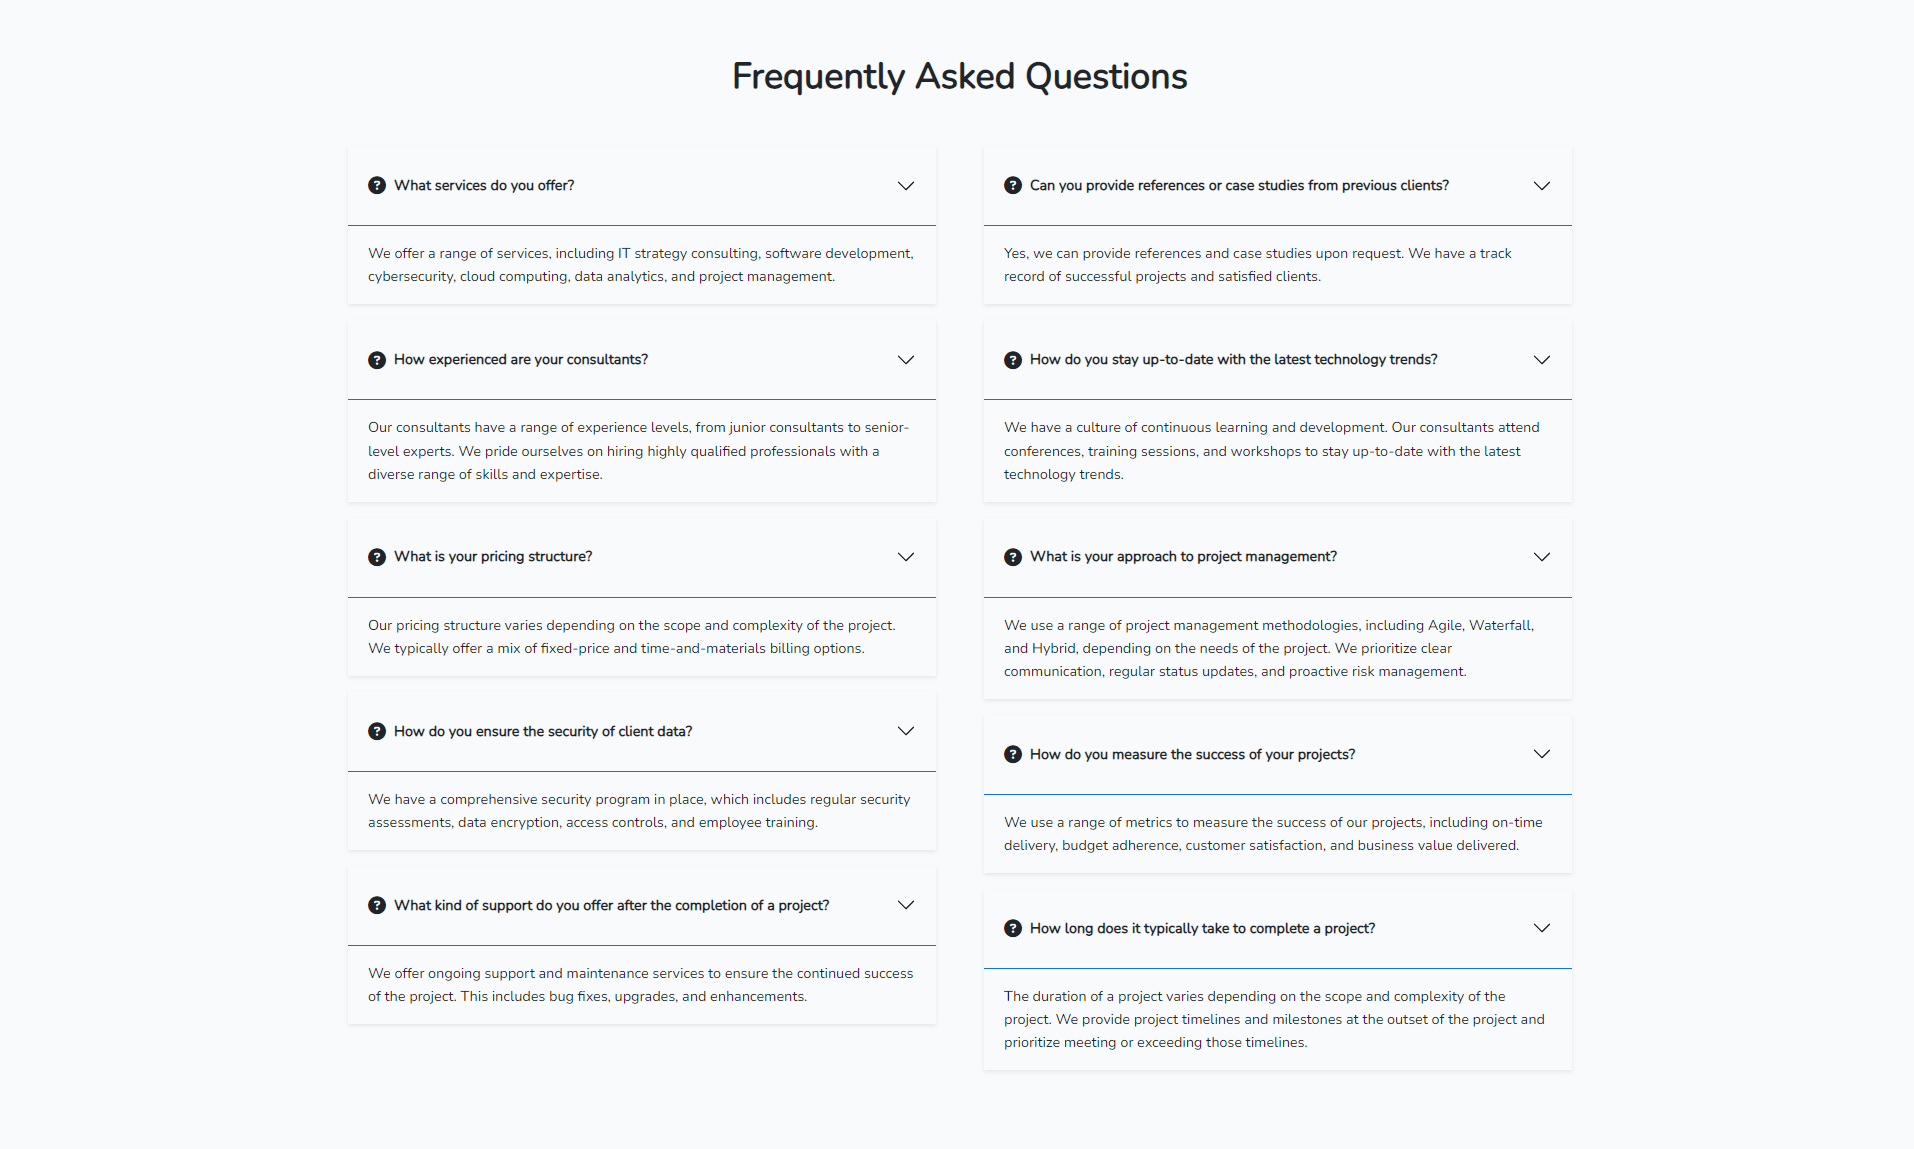 Frequently Asked Questions
What services do you offer?
We offer a range of services, including IT strategy consulting, software development,
cybersecurity, cloud computing, data analytics, and project management.
How experienced are your consultants?
Our consultants have a range of experience levels, from junior consultants to senior-
level experts. We pride ourselves on hiring highly qualified professionals with a
diverse range of skills and expertise.
What is your pricing structure?
Our pricing structure varies depending on the scope and complexity of the project.
We typically offer a mix of fixed-price and time-and-materials billing options.
How do you ensure the security of client data?
We have a comprehensive security program in place, which includes regular security
assessments, data encryption, access controls, and employee training.
What kind of support do you offer after the completion of a project?
We offer ongoing support and maintenance services to ensure the continued success
of the project. This includes bug fixes, upgrades, and enhancements.
Can you provide references or case studies from previous clients?
Yes, we can provide references and case studies upon request. We have a track
record of successful projects and satisfied clients.
How do you stay up-to-date with the latest technology trends?
We have a culture of continuous learning and development. Our consultants attend
conferences, training sessions, and workshops to stay up-to-date with the latest
technology trends.
What is your approach to project management?
We use a range of project management methodologies, including Agile, Waterfall,
and Hybrid, depending on the needs of the project. We prioritize clear
communication, regular status updates, and proactive risk management.
How do you measure the success of your projects?
We use a range of metrics to measure the success of our projects, including on-time
delivery, budget adherence, customer satisfaction, and business value delivered.
How long does it typically take to complete a project?
The duration of a project varies depending on the scope and complexity of the
project. We provide project timelines and milestones at the outset of the project and
prioritize meeting or exceeding those timelines.